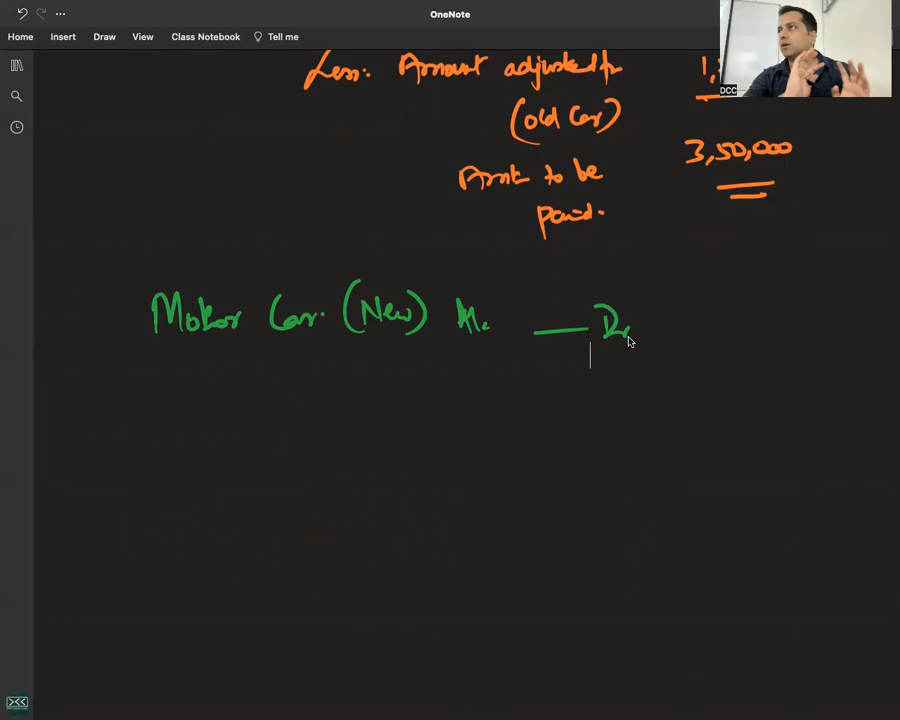 OneNote
Home Insert Draw View Class Notebook Tell me
DCC
Less: Amount adjusted for
(old Car)
Amt to be 3,50,000
paid.
Motor Car (New) A/c — Dr